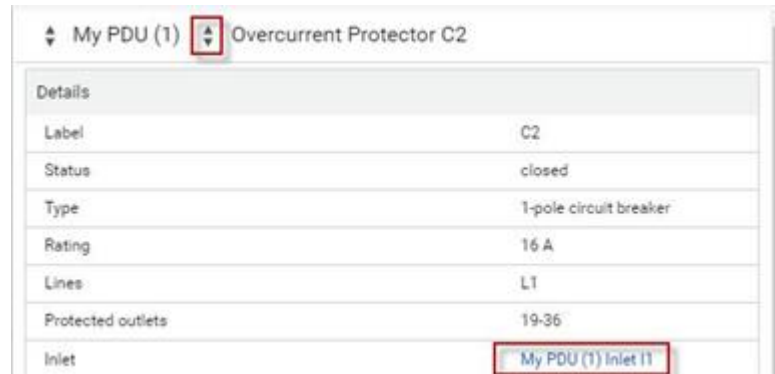 My PDU (1) Overcurrent Protector C2
Details
Label C2
Status closed
Type 1-pole circuit breaker
Rating 16 A
Lines L1
Protected outlets 19-36
Inlet My PDU (1) Inlet I1